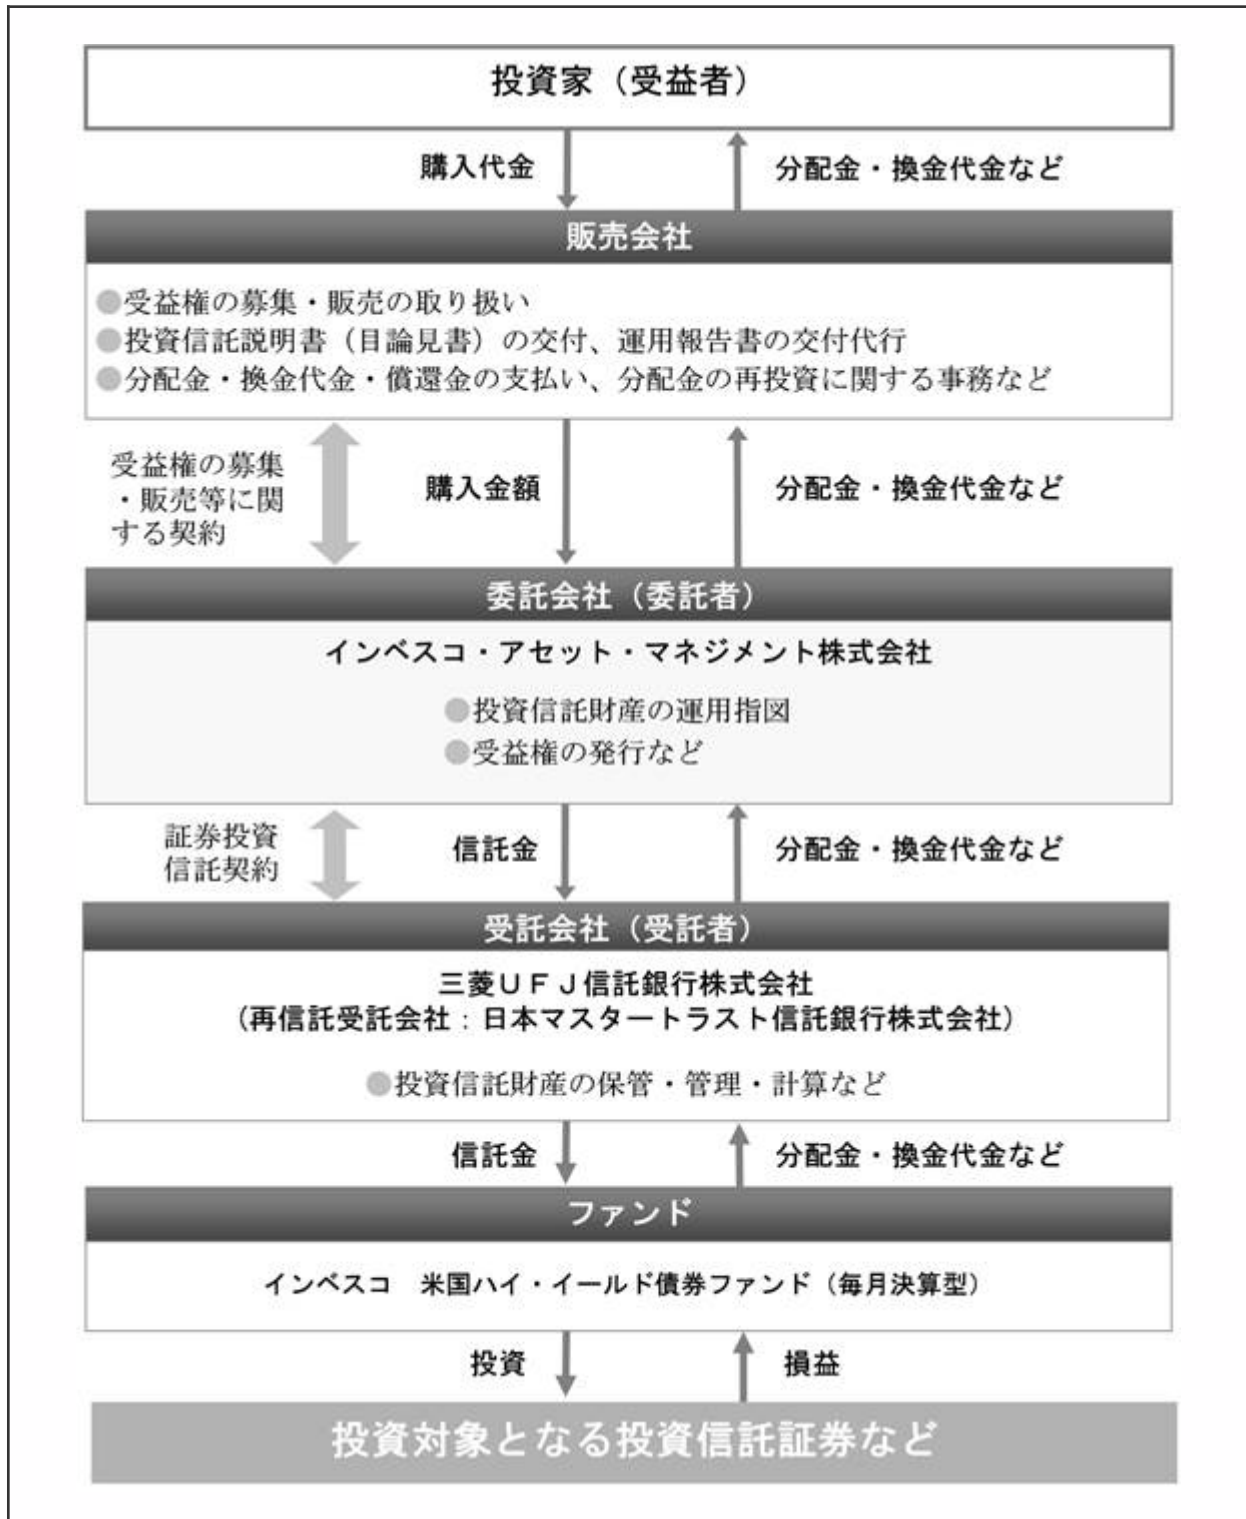 投資家（受益者）
購入代金
分配金・換金代金など
販売会社
●受益権の募集・販売の取り扱い
●投資信託説明書（目論見書）の交付、運用報告書の交付代行
●分配金・換金代金・償還金の支払い、分配金の再投資に関する事務など
受益権の募集
・販売等に関
する契約
購入金額
分配金・換金代金など
委託会社（委託者）
インベスコ・アセット・マネジメント株式会社
●投資信託財産の運用指図
●受益権の発行など
証券投資
信託契約
信託金
分配金・換金代金など
受託会社（受託者）
三菱ＵＦＪ信託銀行株式会社
（再信託受託会社：日本マスタートラスト信託銀行株式会社）
●投資信託財産の保管・管理・計算など
信託金
分配金・換金代金など
ファンド
インベスコ　米国ハイ・イールド債券ファンド（毎月決算型）
投資
損益
投資対象となる投資信託証券など